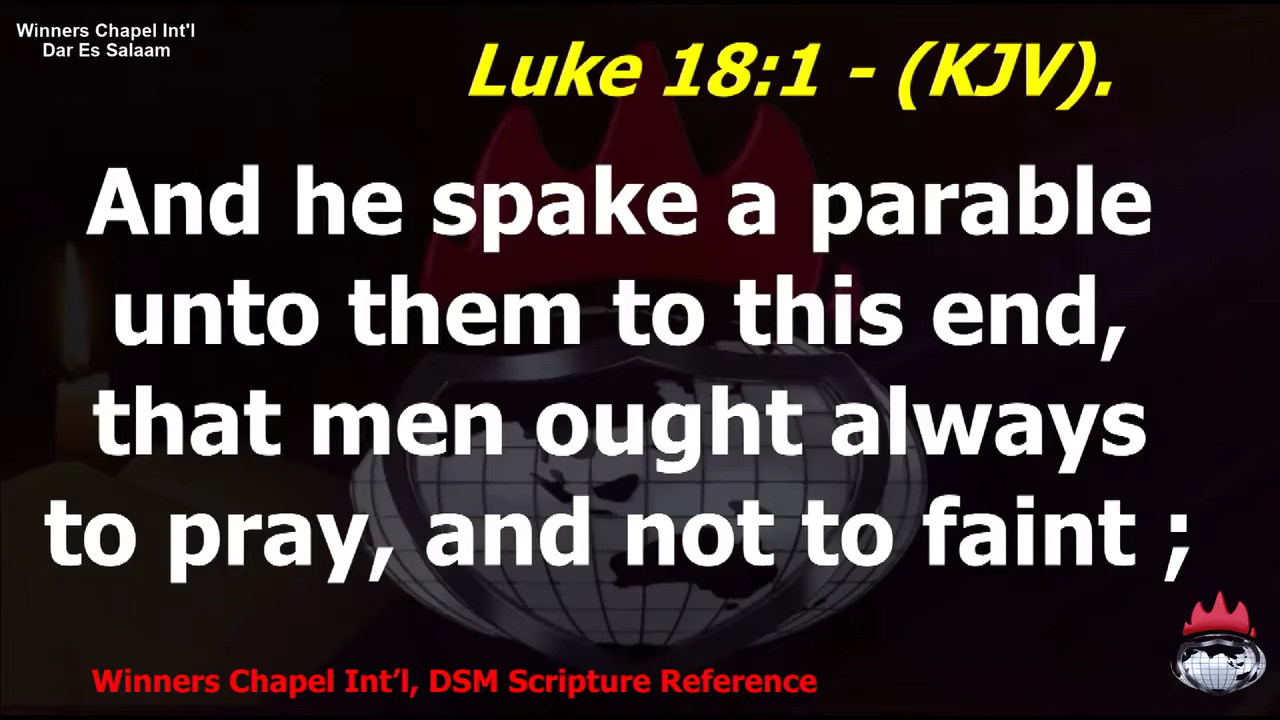 Winners Chapel Int'l
Dar Es Salaam
Luke 18:1 - (KJV).
And he spake a parable
unto them to this end,
that men ought always
to pray, and not to faint ;
Winners Chapel Int’l, DSM Scripture Reference